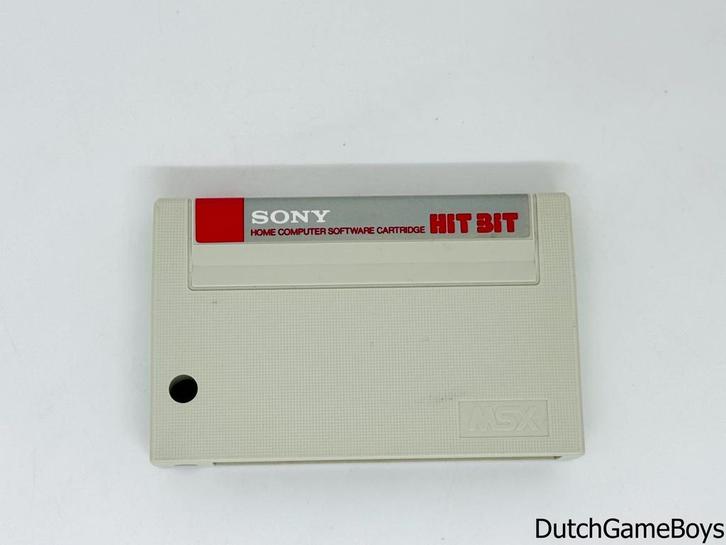 SONY
HOME COMPUTER SOFTWARE CARTRIDGE HIT BIT
MSX
DutchGameBoys